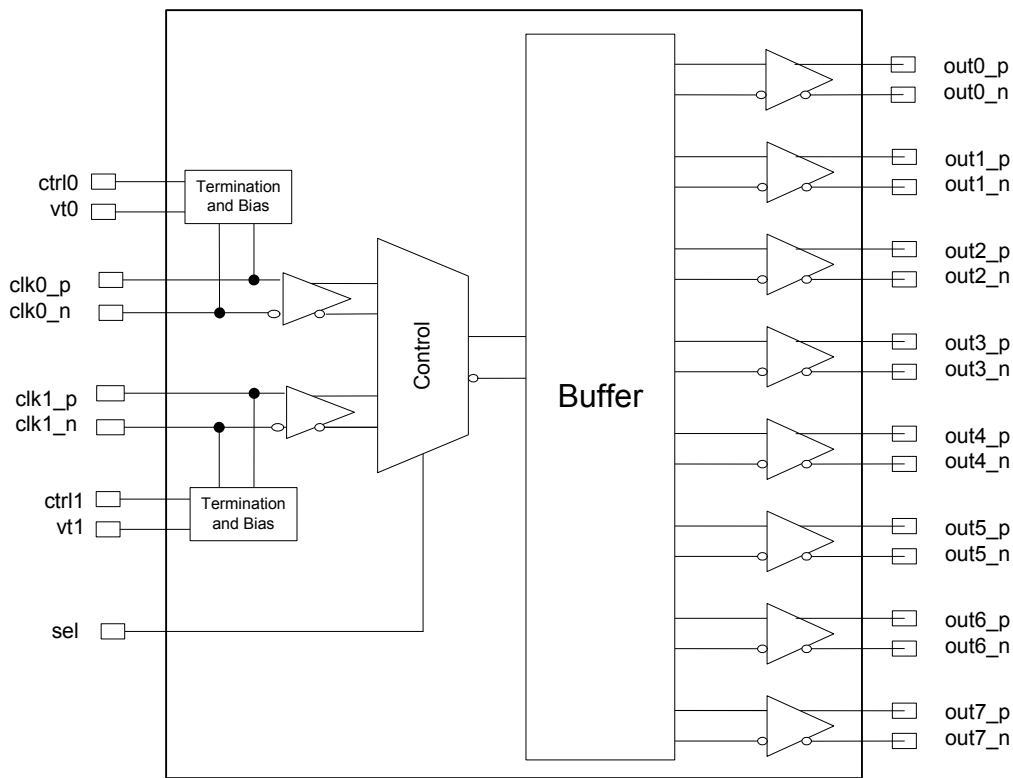 ctrl0
vt0
Termination
and Bias
clk0_p
clk0_n
clk1_p
clk1_n
ctrl1
vt1
Termination
and Bias
sel
Control
Buffer
out0_p
out0_n
out1_p
out1_n
out2_p
out2_n
out3_p
out3_n
out4_p
out4_n
out5_p
out5_n
out6_p
out6_n
out7_p
out7_n